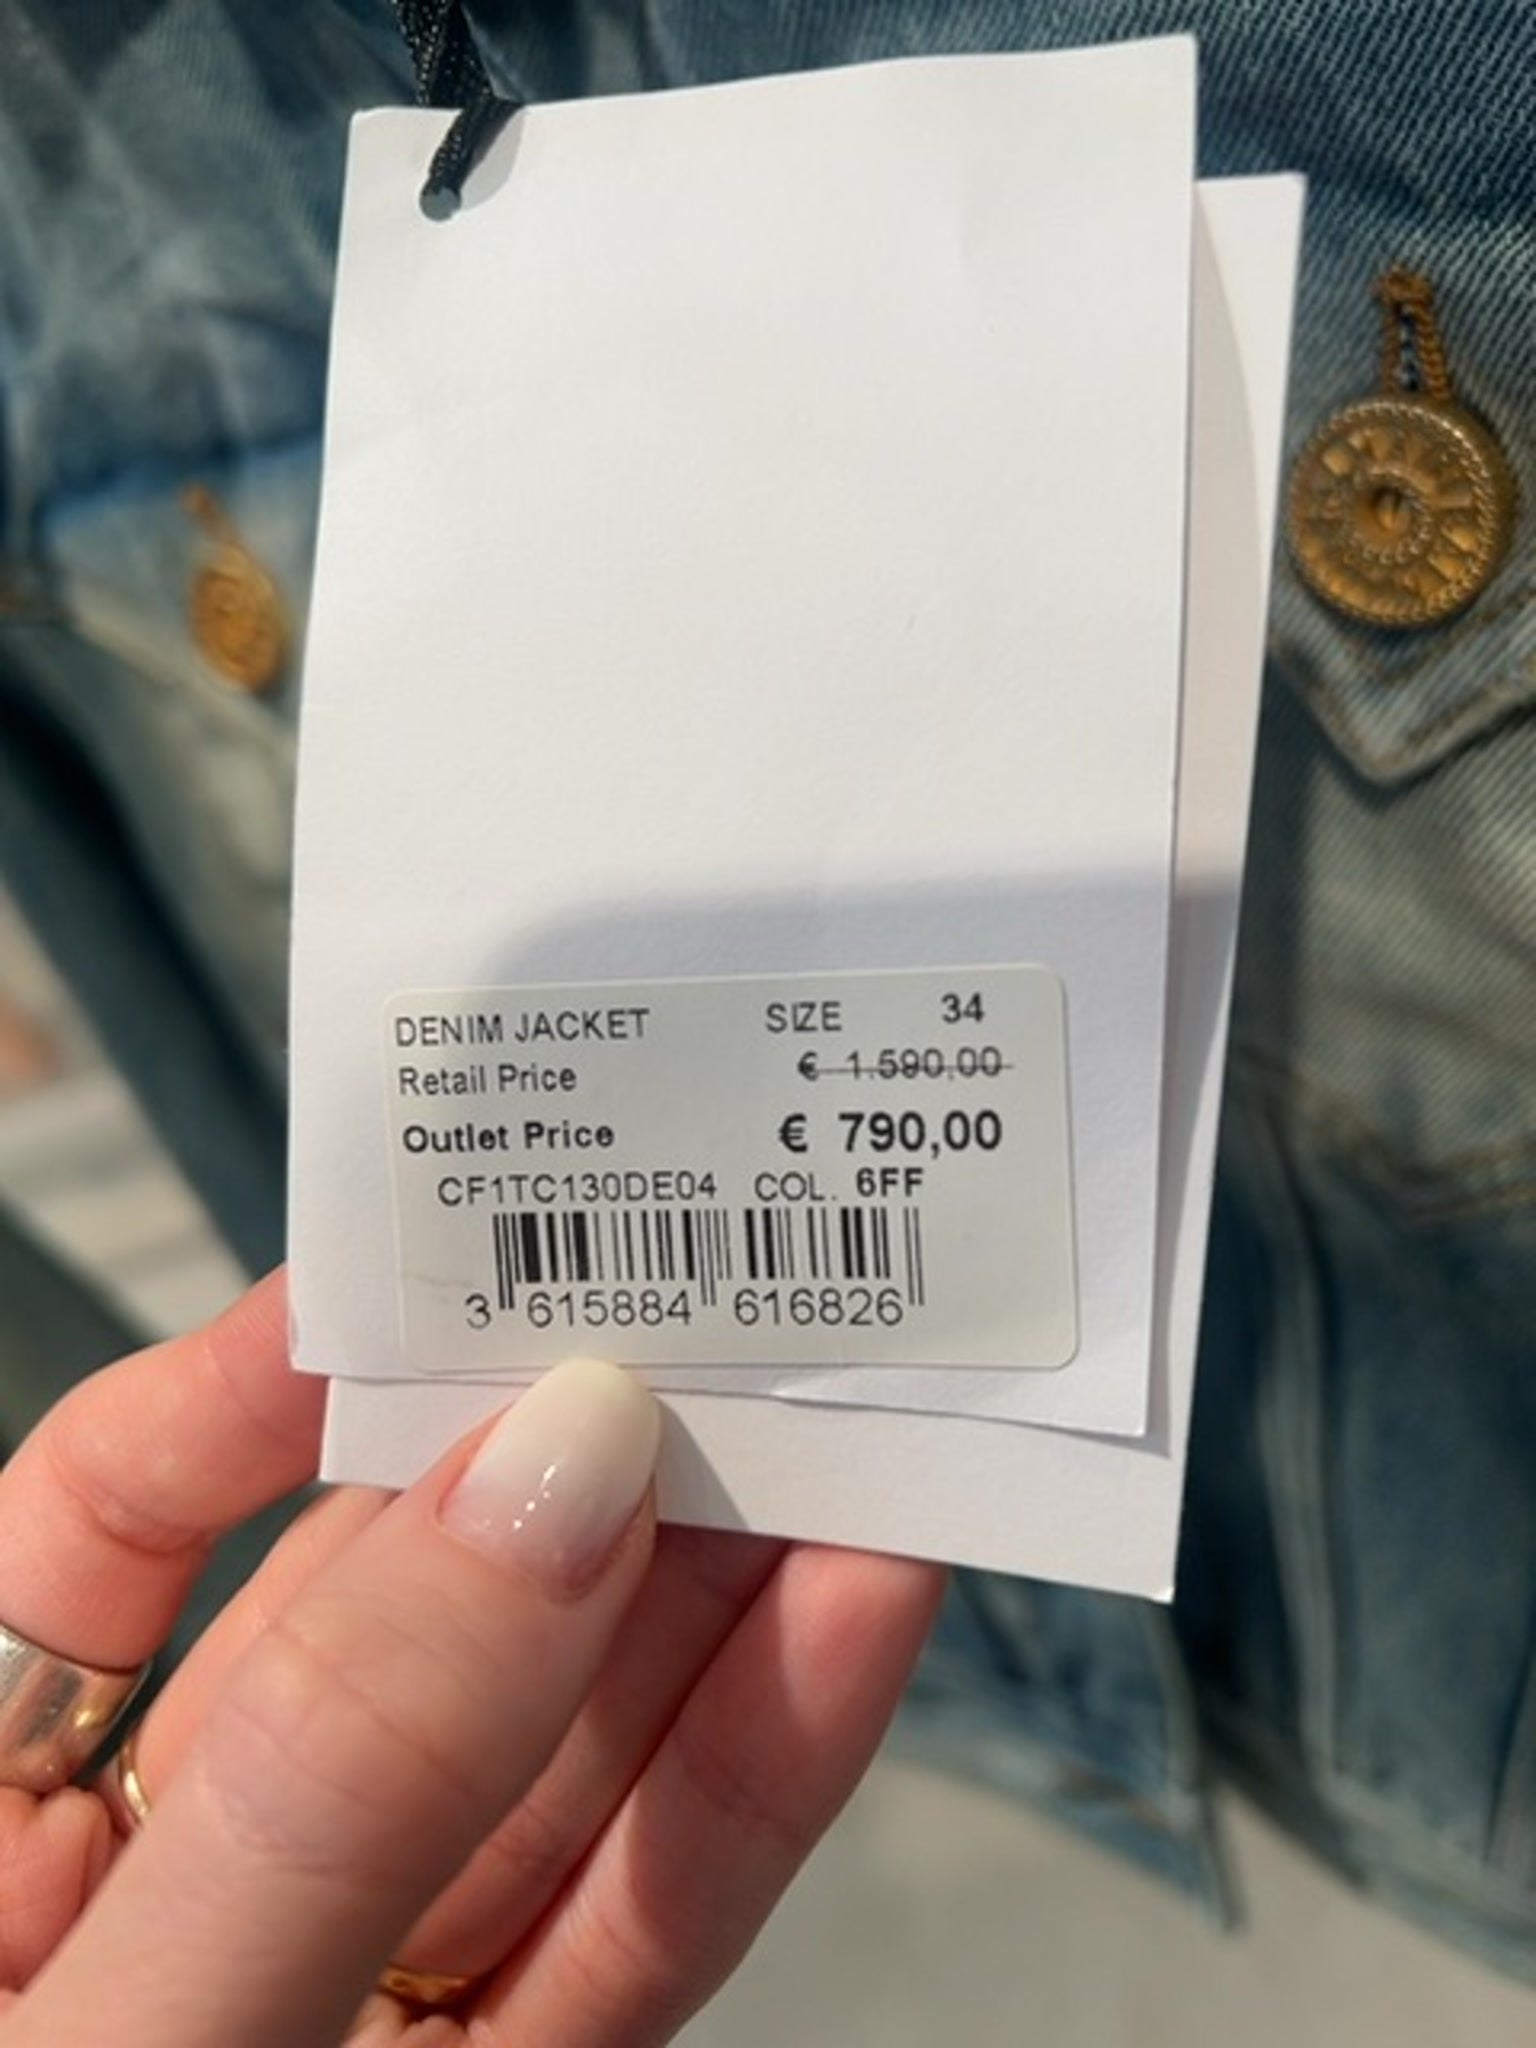 DENIM JACKET SIZE 34
Retail Price € 1.590,00
Outlet Price € 790,00
CF1TC130DE04 COL. 6FF
3 615884 616826